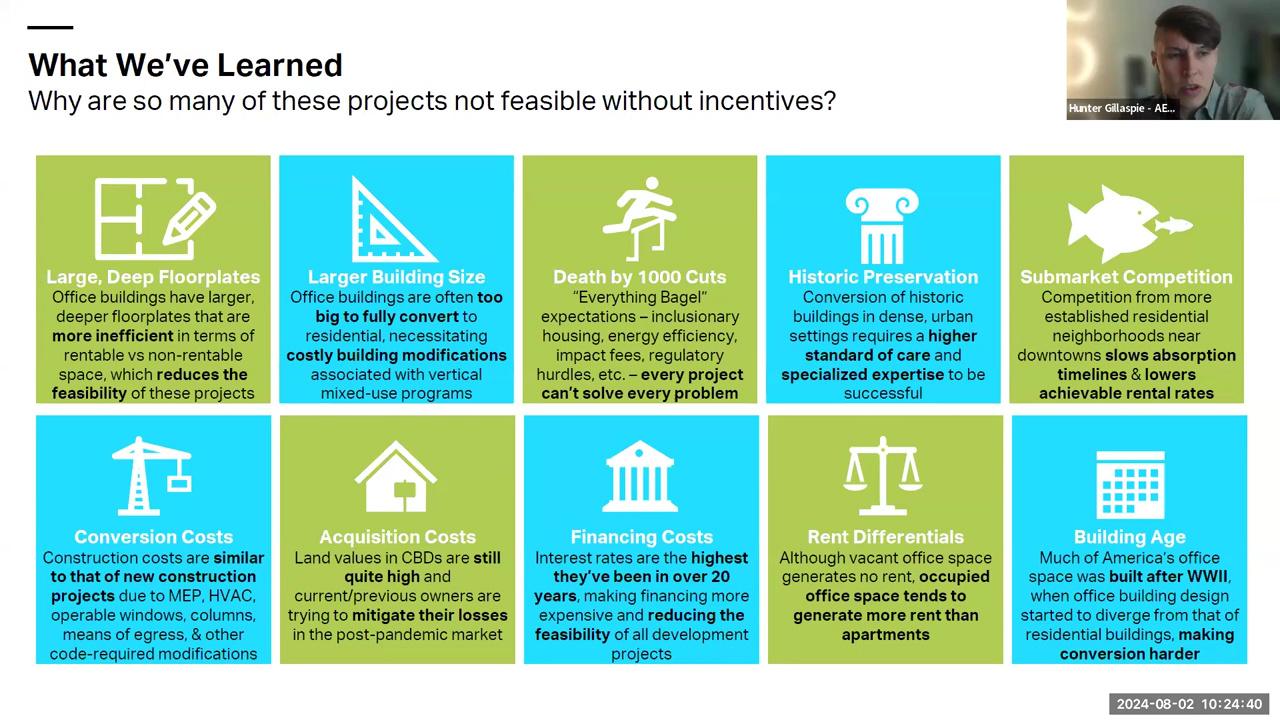 What We've Learned
Why are so many of these projects not feasible without incentives?
Hunter Gillaspie - AE...
Large, Deep Floorplates
Office buildings have larger,
deeper floorplates that are
more inefficient in terms of
rentable vs non-rentable
space, which reduces the
feasibility of these projects
Larger Building Size
Office buildings are often too
big to fully convert to
residential, necessitating
costly building modifications
associated with vertical
mixed-use programs
Death by 1000 Cuts
“Everything Bagel”
expectations – inclusionary
housing, energy efficiency,
impact fees, regulatory
hurdles, etc. – every project
can't solve every problem
Historic Preservation
Conversion of historic
buildings in dense, urban
settings requires a higher
standard of care and
specialized expertise to be
successful
Submarket Competition
Competition from more
established residential
neighborhoods near
downtowns slows absorption
timelines & lowers
achievable rental rates
Conversion Costs
Construction costs are similar
to that of new construction
projects due to MEP, HVAC,
operable windows, columns,
means of egress, & other
code-required modifications
Acquisition Costs
Land values in CBDs are still
quite high and
current/previous owners are
trying to mitigate their losses
in the post-pandemic market
Financing Costs
Interest rates are the highest
they've been in over 20
years, making financing more
expensive and reducing the
feasibility of all development
projects
Rent Differentials
Although vacant office space
generates no rent, occupied
office space tends to
generate more rent than
apartments
Building Age
Much of America's office
space was built after WWII,
when office building design
started to diverge from that of
residential buildings, making
conversion harder
2024-08-02 10:24:40